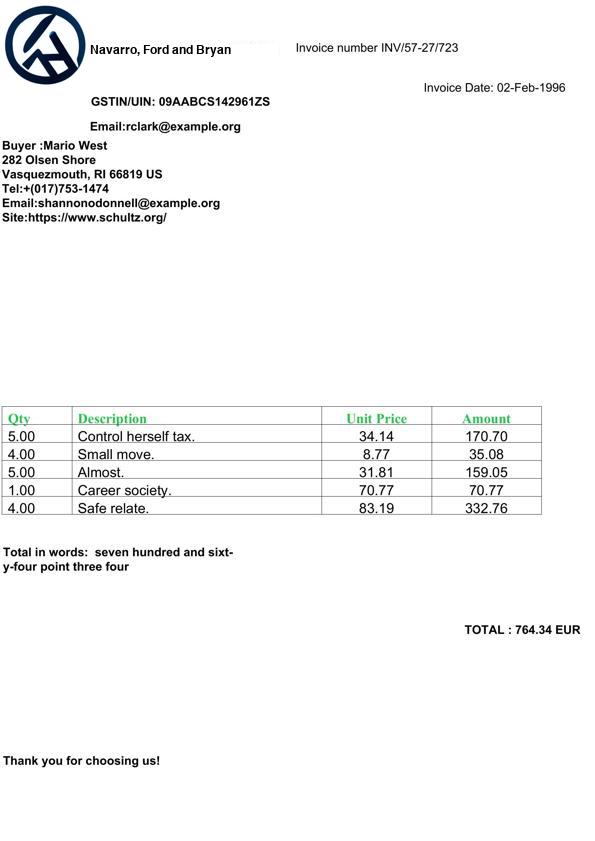 Navarro, Ford and Bryan
Invoice number INV/57-27/723
Invoice Date: 02-Feb-1996
GSTIN/UIN: 09AABCS142961ZS
Email:rclark@example.org
Buyer :Mario West
282 Olsen Shore
Vasquezmouth, RI 66819 US
Tel:+(017)753-1474
Email:shannonodonnell@example.org
Site:https://www.schultz.org/
Qty Description Unit Price Amount
5.00 Control herself tax. 34.14 170.70
4.00 Small move. 8.77 35.08
5.00 Almost. 31.81 159.05
1.00 Career society. 70.77 70.77
4.00 Safe relate. 83.19 332.76
Total in words: seven hundred and sixt-
y-four point three four
TOTAL : 764.34 EUR
Thank you for choosing us!